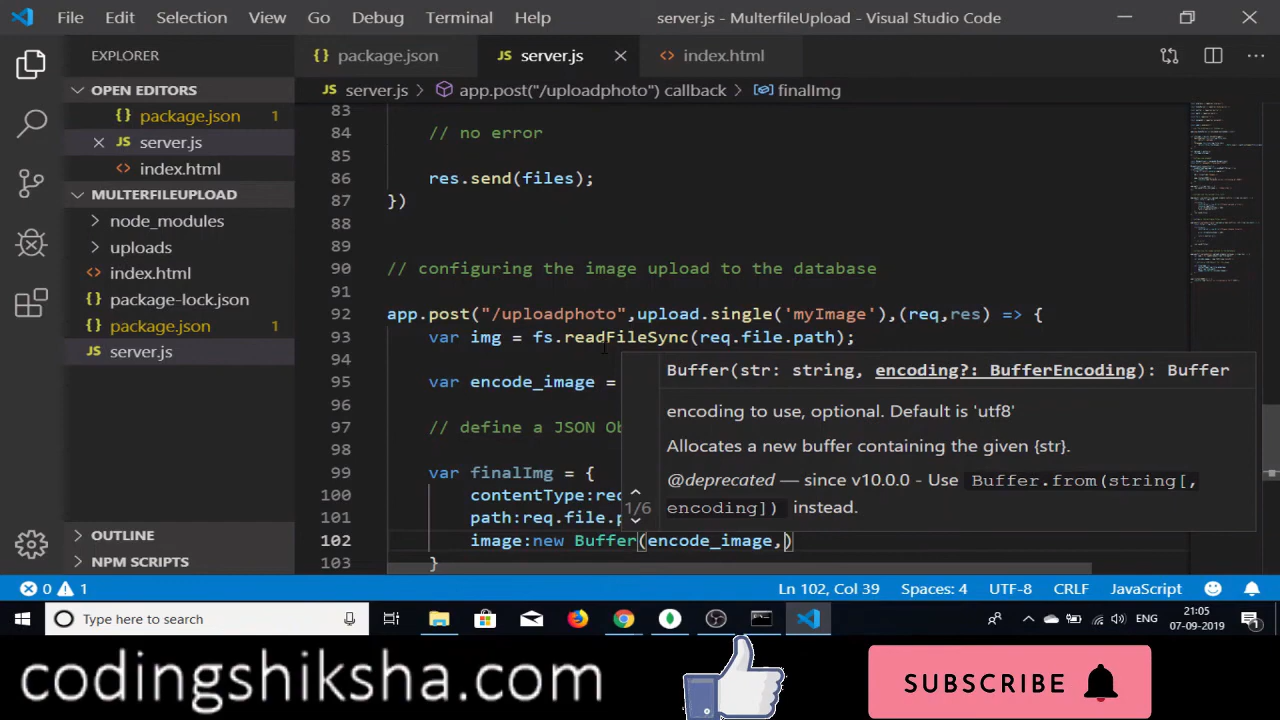 File Edit Selection View Go Debug Terminal Help server.js - MulterfileUpload - Visual Studio Code
EXPLORER
{} package.json JS server.js index.html
OPEN EDITORS
JS server.js > app.post("/uploadphoto") callback > finalImg
{} package.json 1
JS server.js
<> index.html
MULTERFILEUPLOAD
node_modules
uploads
<> index.html
{} package-lock.json
{} package.json 1
JS server.js
OUTLINE
NPM SCRIPTS
83
84 // no error
85
86 res.send(files);
87 })
88
89
90 // configuring the image upload to the database
91
92 app.post("/uploadphoto",upload.single('myImage'),(req,res) => {
93 var img = fs.readFileSync(req.file.path);
94
95 var encode_image =
96
97 // define a JSON Ob
98
99 var finalImg = {
100 contentType:req
101 path:req.file.p
102 image:new Buffer(encode_image,)
103 }
Buffer(str: string, encoding?: BufferEncoding): Buffer
encoding to use, optional. Default is 'utf8'
Allocates a new buffer containing the given {str}.
@deprecated — since v10.0.0 - Use Buffer.from(string[,
1/6 encoding]) instead.
0 1 Ln 102, Col 39 Spaces: 4 UTF-8 CRLF JavaScript
Type here to search ENG 21:05
07-09-2019 1
codingshiksha.com SUBSCRIBE